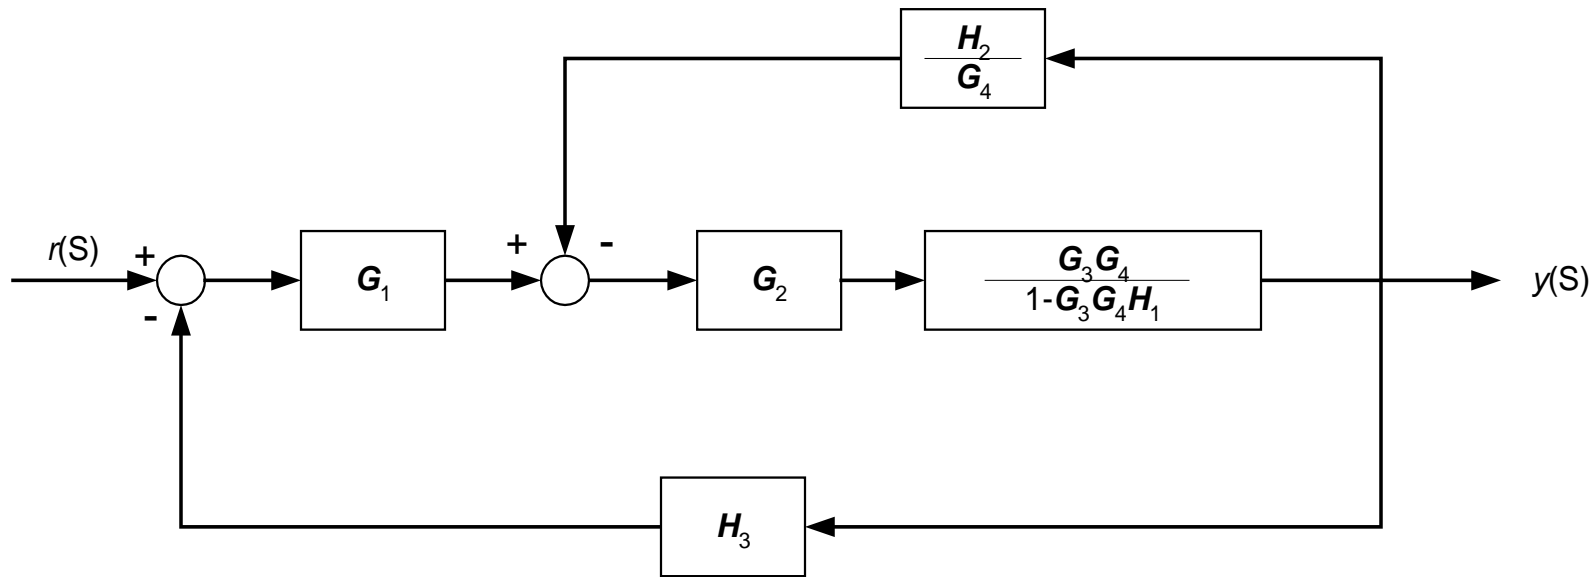 H₂
G₄
r(S)
+
-
G₁
+
-
G₂
G₃G₄
1-G₃G₄H₁
y(S)
H₃